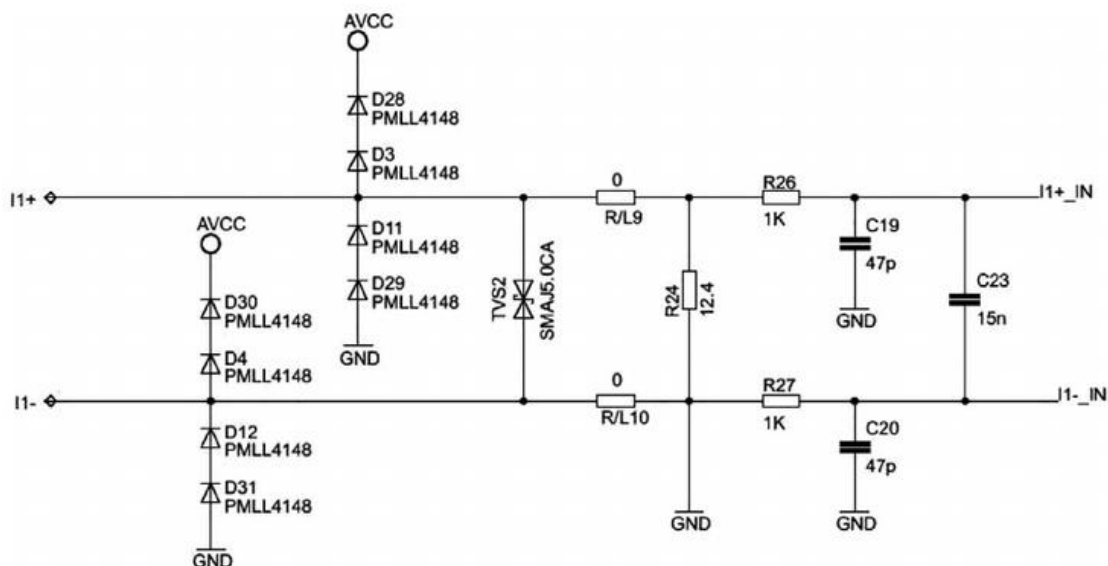 AVCC
D28
PMLL4148
D3
PMLL4148
I1+
0
R/L9
R26
1K
I1+_IN
AVCC
D11
PMLL4148
D29
PMLL4148
GND
TVS2
SMAJ5.0CA
R24
12.4
C19
47p
GND
C23
15n
D30
PMLL4148
D4
PMLL4148
I1-
0
R/L10
R27
1K
I1-_IN
D12
PMLL4148
D31
PMLL4148
GND
GND
C20
47p
GND